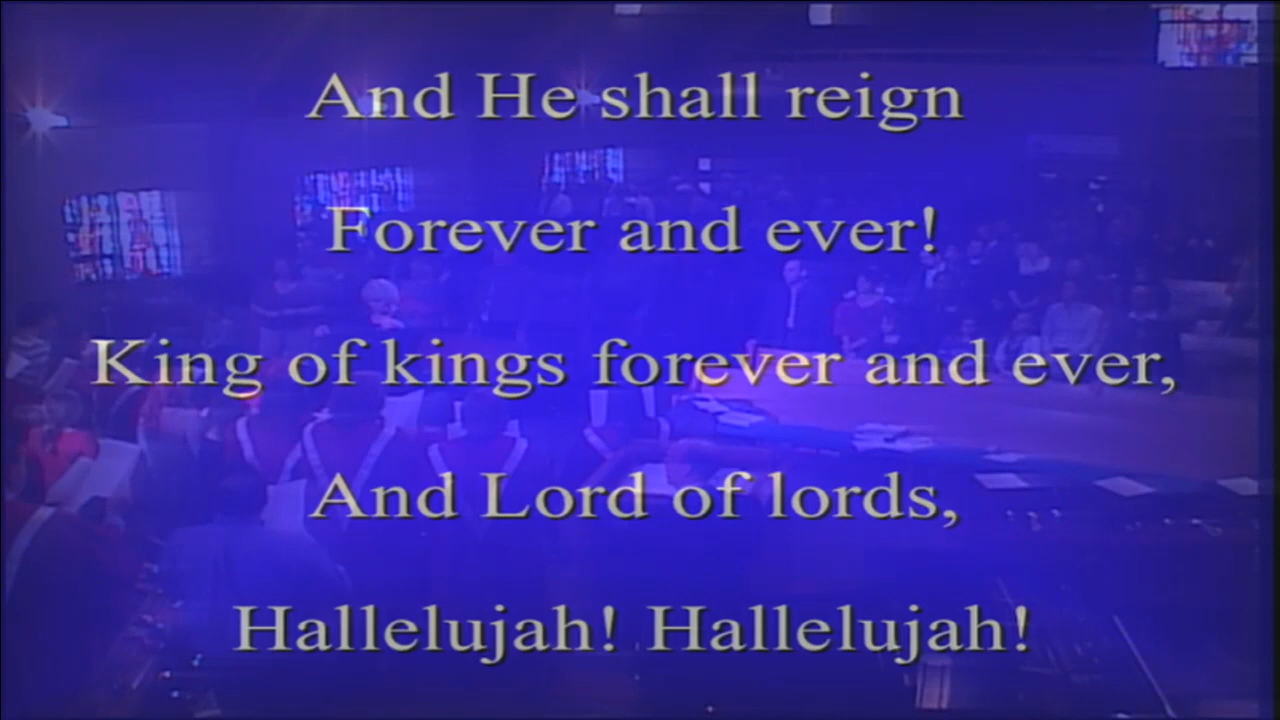 And He shall reign
Forever and ever!
King of kings forever and ever,
And Lord of lords,
Hallelujah! Hallelujah!